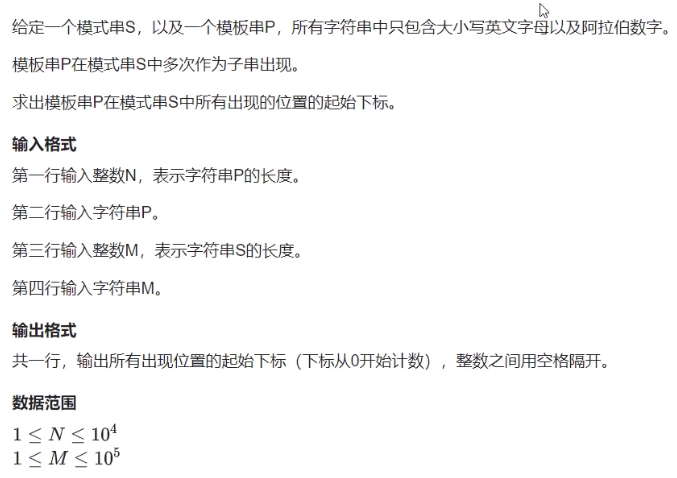 给定一个模式串S，以及一个模板串P，所有字符串中只包含大小写英文字母以及阿拉伯数字。
模板串P在模式串S中多次作为子串出现。
求出模板串P在模式串S中所有出现的位置的起始下标。
输入格式
第一行输入整数N，表示字符串P的长度。
第二行输入字符串P。
第三行输入整数M，表示字符串S的长度。
第四行输入字符串M。
输出格式
共一行，输出所有出现位置的起始下标（下标从0开始计数），整数之间用空格隔开。
数据范围
1 ≤ N ≤ 10⁴
1 ≤ M ≤ 10⁵